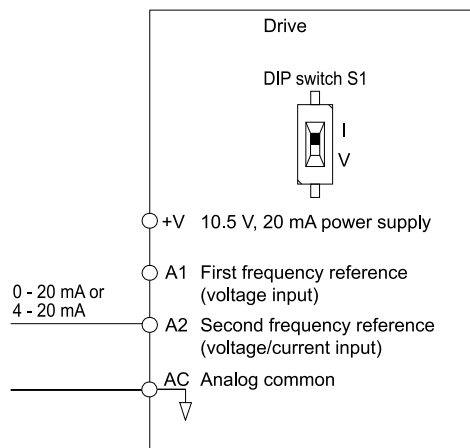 Drive
DIP switch S1
I
V
+V 10.5 V, 20 mA power supply
A1 First frequency reference
(voltage input)
0 - 20 mA or
4 - 20 mA
A2 Second frequency reference
(voltage/current input)
AC Analog common